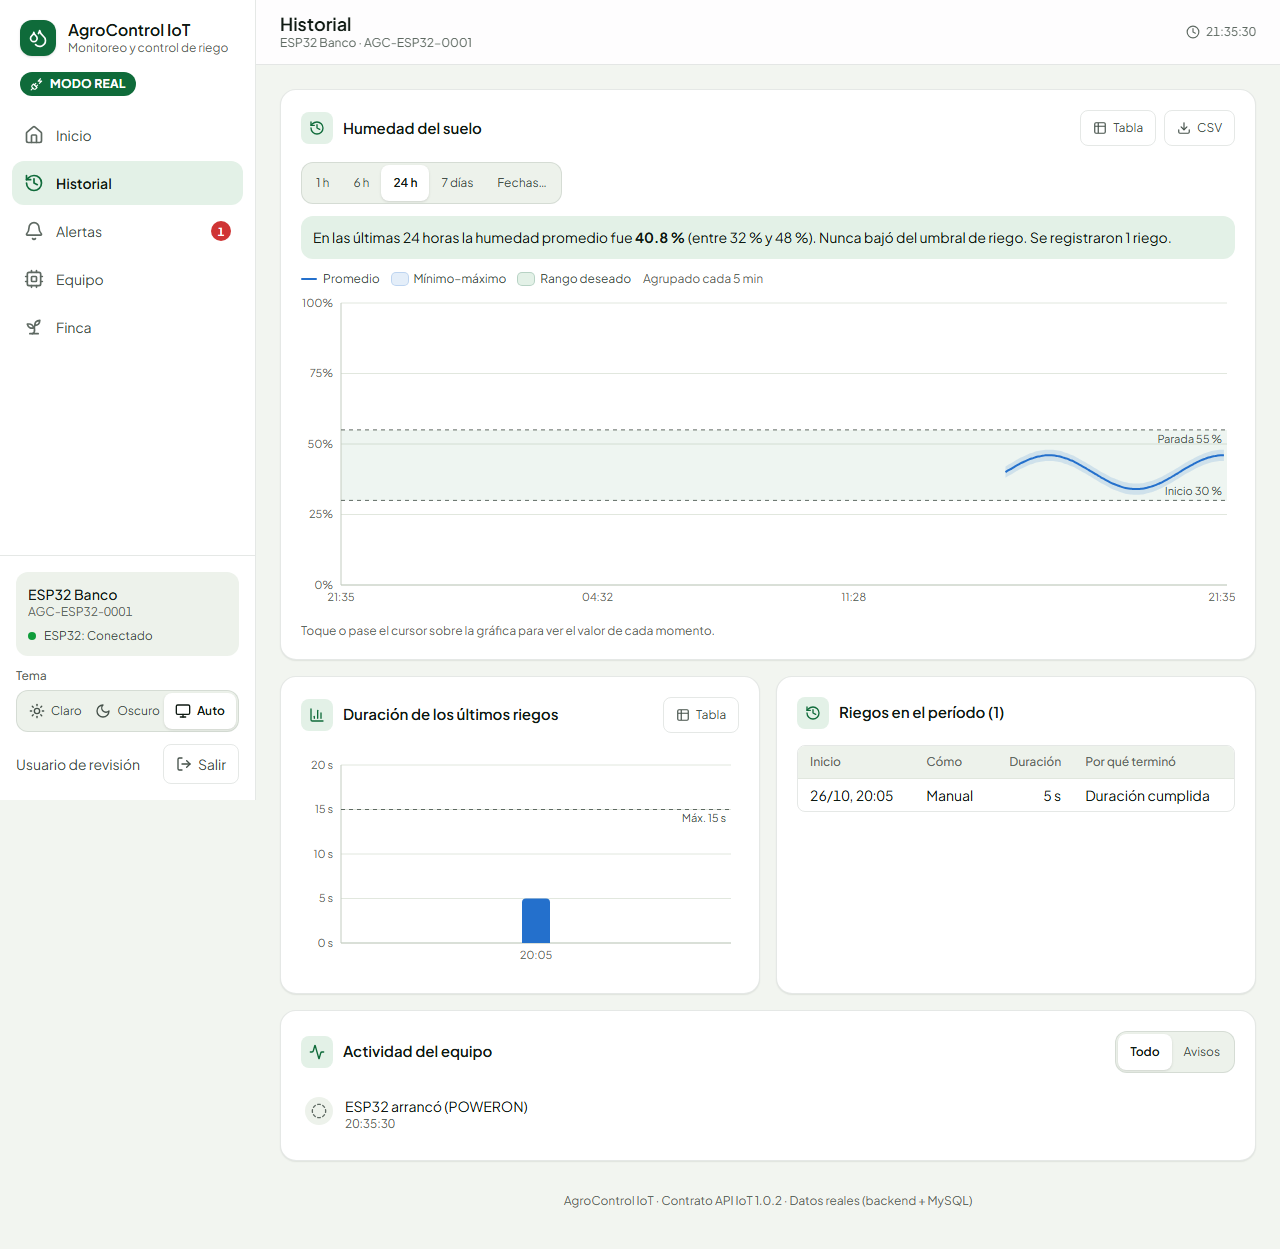 AgroControl IoT
Monitoreo y control de riego
MODO REAL
Inicio
Historial
Alertas
1
Equipo
Finca
ESP32 Banco
AGC-ESP32-0001
ESP32: Conectado
Tema
Claro
Oscuro
Auto
Usuario de revisión
Salir
Historial
ESP32 Banco · AGC-ESP32-0001
21:35:30
Humedad del suelo
Tabla
CSV
1 h
6 h
24 h
7 días
Fechas…
En las últimas 24 horas la humedad promedio fue 40.8 % (entre 32 % y 48 %). Nunca bajó del umbral de riego. Se registraron 1 riego.
Promedio
Mínimo–máximo
Rango deseado
Agrupado cada 5 min
100%
75%
50%
25%
0%
Parada 55 %
Inicio 30 %
21:35
04:32
11:28
21:35
Toque o pase el cursor sobre la gráfica para ver el valor de cada momento.
Duración de los últimos riegos
Tabla
20 s
15 s
10 s
5 s
0 s
Máx. 15 s
20:05
Riegos en el período (1)
Inicio Cómo Duración Por qué terminó
26/10, 20:05 Manual 5 s Duración cumplida
Actividad del equipo
Todo
Avisos
ESP32 arrancó (POWERON)
20:35:30
AgroControl IoT · Contrato API IoT 1.0.2 · Datos reales (backend + MySQL)